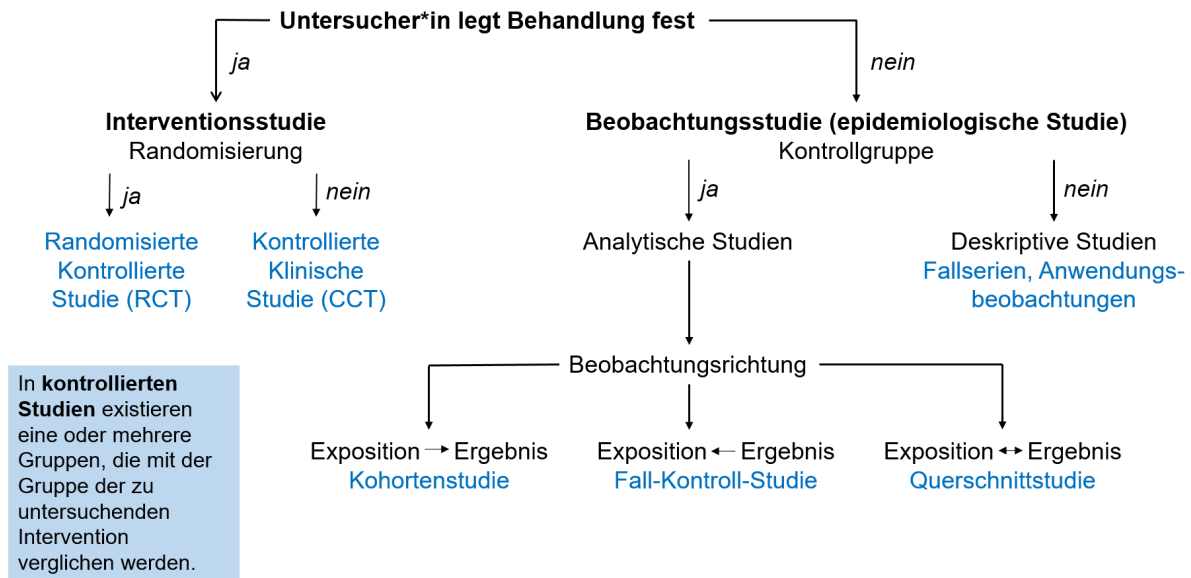 Untersucher*in legt Behandlung fest
ja
nein
Interventionsstudie
Randomisierung
ja
nein
Randomisierte
Kontrollierte
Studie (RCT)
Kontrollierte
Klinische
Studie (CCT)
Beobachtungsstudie (epidemiologische Studie)
Kontrollgruppe
ja
nein
Analytische Studien
Deskriptive Studien
Fallserien, Anwendungs-
beobachtungen
Beobachtungsrichtung
Exposition → Ergebnis
Kohortenstudie
Exposition ← Ergebnis
Fall-Kontroll-Studie
Exposition ↔ Ergebnis
Querschnittstudie
In kontrollierten
Studien existieren
eine oder mehrere
Gruppen, die mit der
Gruppe der zu
untersuchenden
Intervention
verglichen werden.